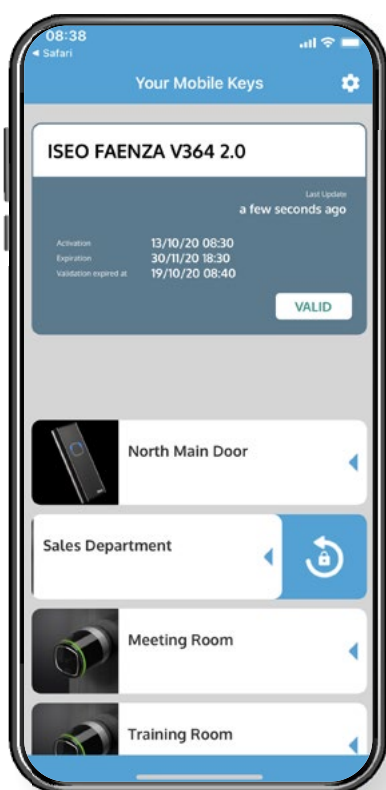 08:38
Safari
Your Mobile Keys
ISEO FAENZA V364 2.0
Last Update
a few seconds ago
Activation 13/10/20 08:30
Expiration 30/11/20 18:30
Validation expired at 19/10/20 08:40
VALID
North Main Door
Sales Department
Meeting Room
Training Room